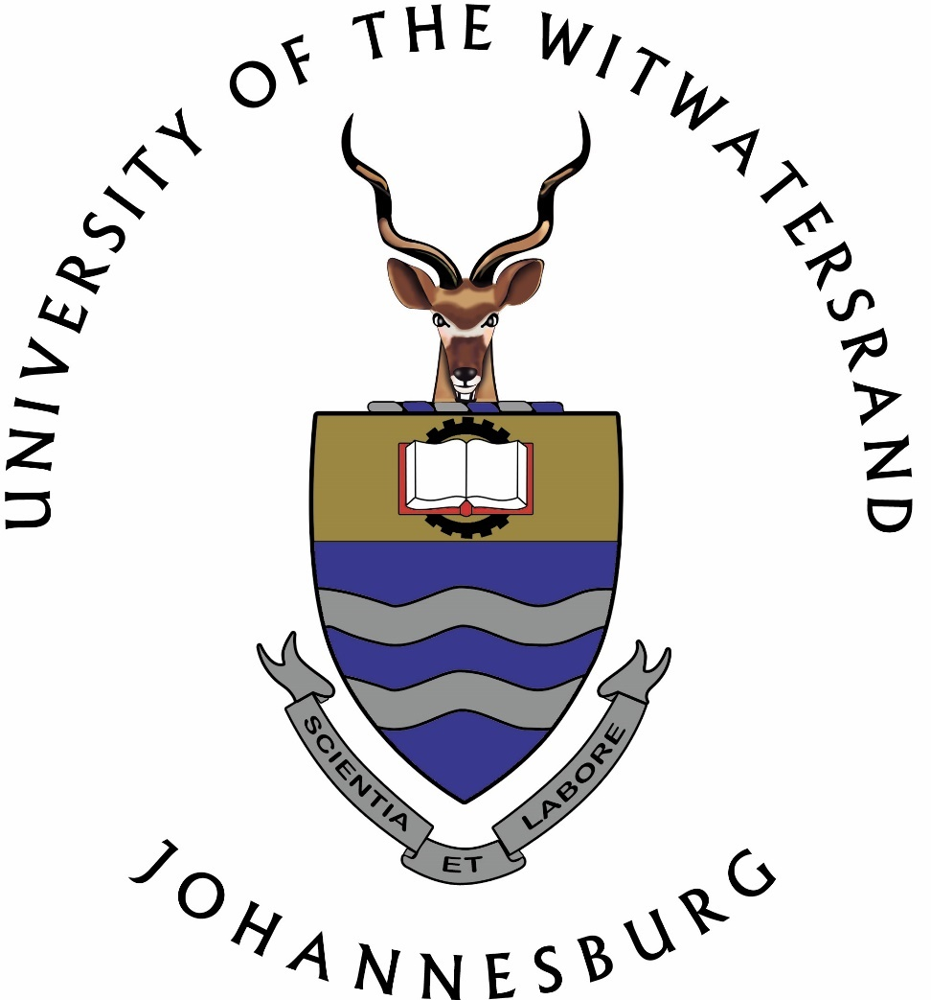 UNIVERSITY OF THE WITWATERSRAND
SCIENTIA ET LABORE
JOHANNESBURG